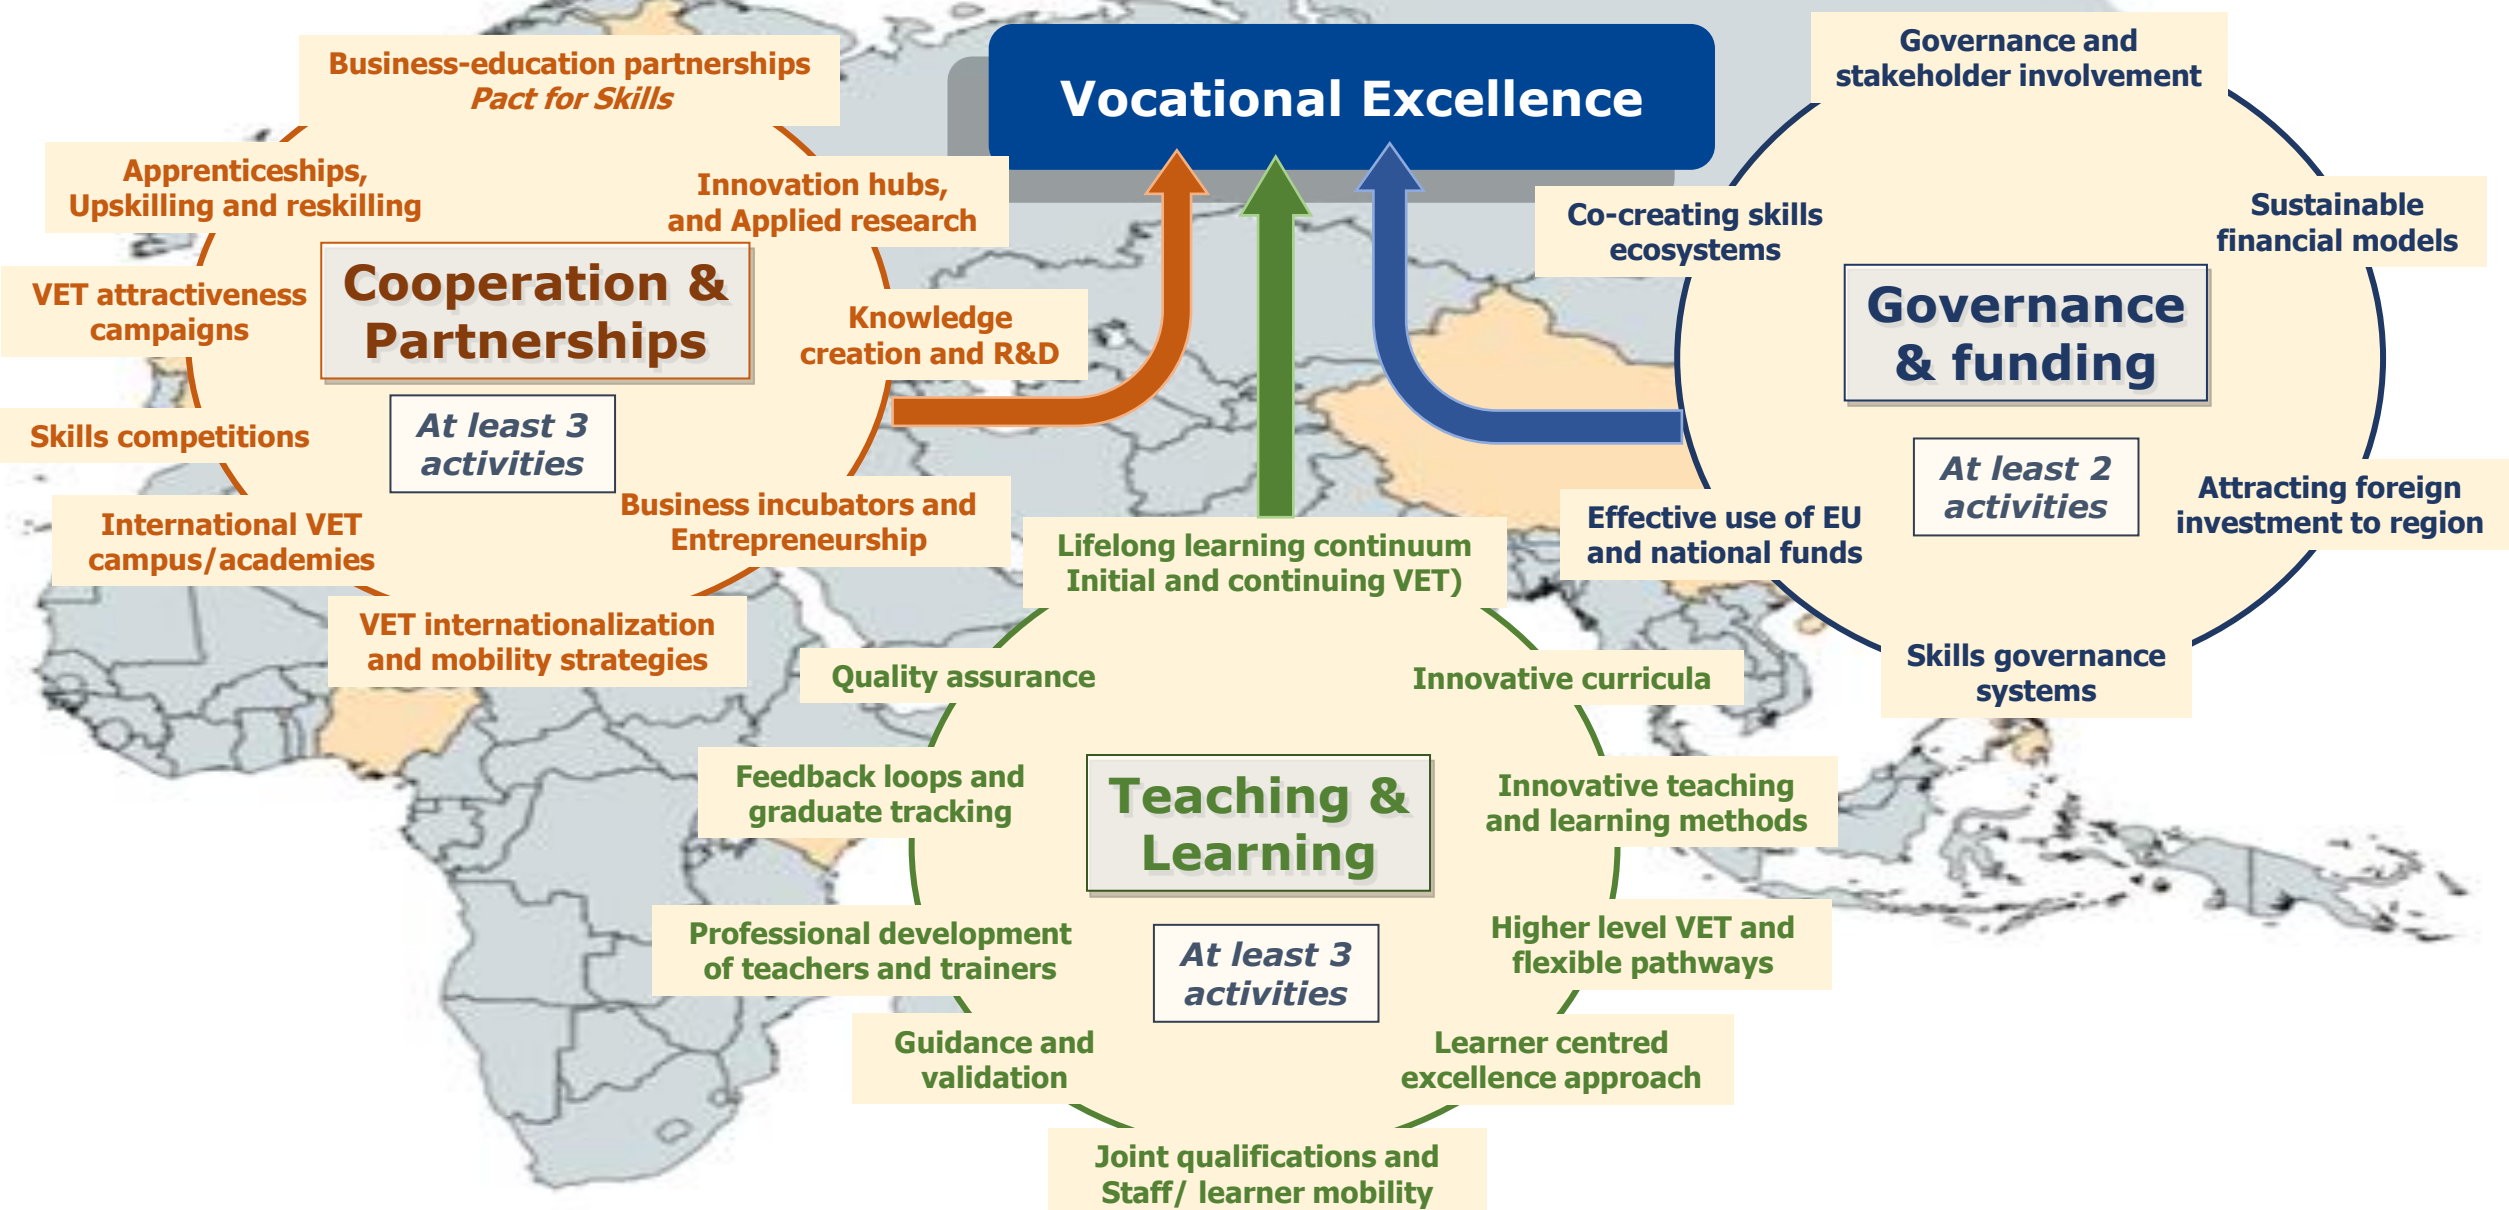 Vocational Excellence
Business-education partnerships
Pact for Skills
Apprenticeships,
Upskilling and reskilling
Innovation hubs,
and Applied research
VET attractiveness
campaigns
Cooperation &
Partnerships
Knowledge
creation and R&D
Skills competitions
At least 3
activities
International VET
campus/academies
Business incubators and
Entrepreneurship
VET internationalization
and mobility strategies
Governance and
stakeholder involvement
Co-creating skills
ecosystems
Sustainable
financial models
Governance
& funding
At least 2
activities
Effective use of EU
and national funds
Attracting foreign
investment to region
Skills governance
systems
Lifelong learning continuum
Initial and continuing VET)
Quality assurance
Innovative curricula
Feedback loops and
graduate tracking
Teaching &
Learning
Innovative teaching
and learning methods
Professional development
of teachers and trainers
At least 3
activities
Higher level VET and
flexible pathways
Guidance and
validation
Learner centred
excellence approach
Joint qualifications and
Staff/ learner mobility